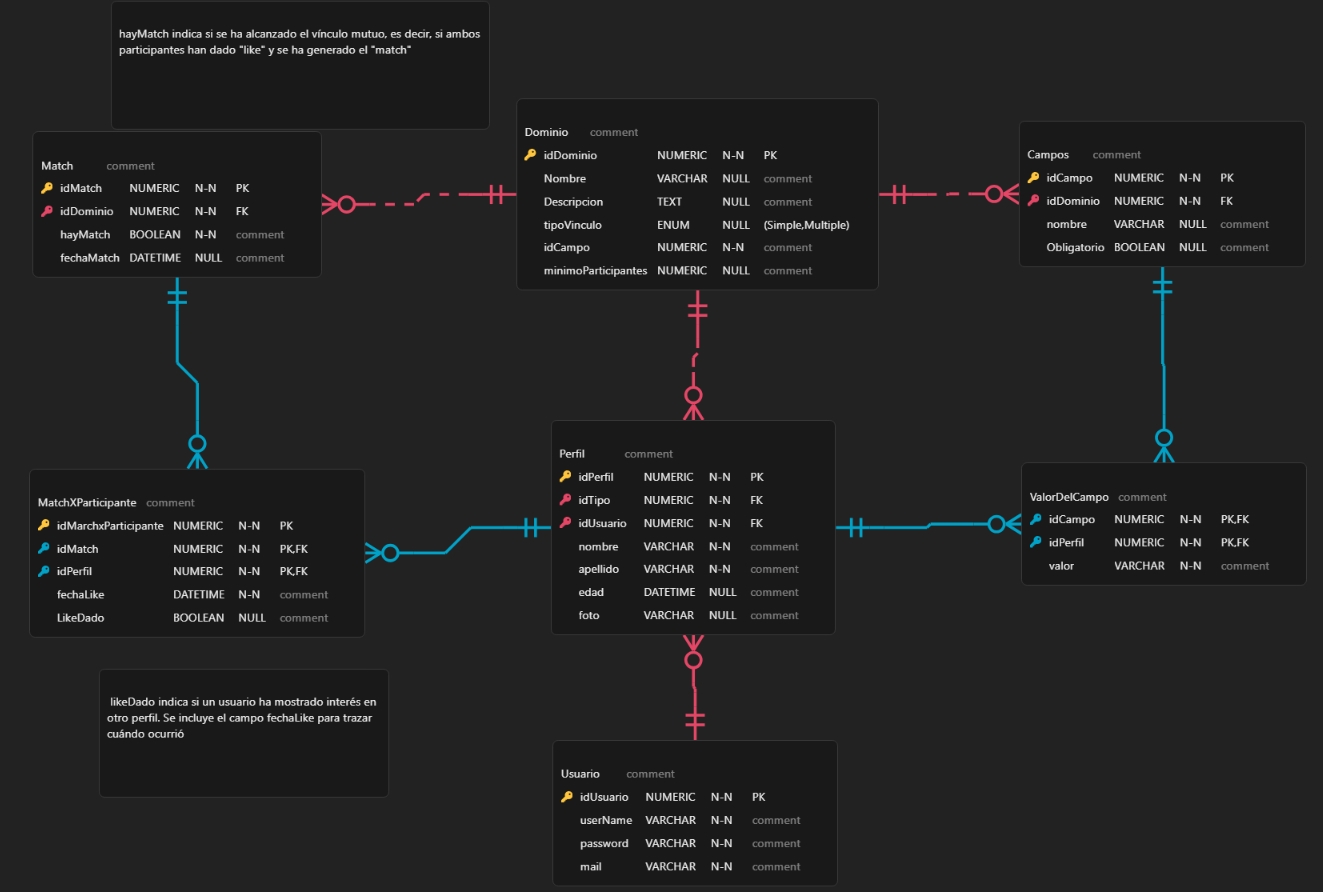 hayMatch indica si se ha alcanzado el vínculo mutuo, es decir, si ambos
participantes han dado "like" y se ha generado el "match"
Match comment
idMatch NUMERIC N-N PK
idDominio NUMERIC N-N FK
hayMatch BOOLEAN N-N comment
fechaMatch DATETIME NULL comment
Dominio comment
idDominio NUMERIC N-N PK
Nombre VARCHAR NULL comment
Descripcion TEXT NULL comment
tipoVinculo ENUM NULL (Simple,Multiple)
idCampo NUMERIC N-N comment
minimoParticipantes NUMERIC NULL comment
Campos comment
idCampo NUMERIC N-N PK
idDominio NUMERIC N-N FK
nombre VARCHAR NULL comment
Obligatorio BOOLEAN NULL comment
MatchXParticipante comment
idMarchxParticipante NUMERIC N-N PK
idMatch NUMERIC N-N PK,FK
idPerfil NUMERIC N-N PK,FK
fechaLike DATETIME N-N comment
LikeDado BOOLEAN NULL comment
Perfil comment
idPerfil NUMERIC N-N PK
idTipo NUMERIC N-N FK
idUsuario NUMERIC N-N FK
nombre VARCHAR N-N comment
apellido VARCHAR N-N comment
edad DATETIME NULL comment
foto VARCHAR NULL comment
ValorDelCampo comment
idCampo NUMERIC N-N PK,FK
idPerfil NUMERIC N-N PK,FK
valor VARCHAR N-N comment
likeDado indica si un usuario ha mostrado interés en
otro perfil. Se incluye el campo fechaLike para trazar
cuándo ocurrió
Usuario comment
idUsuario NUMERIC N-N PK
userName VARCHAR N-N comment
password VARCHAR N-N comment
mail VARCHAR N-N comment